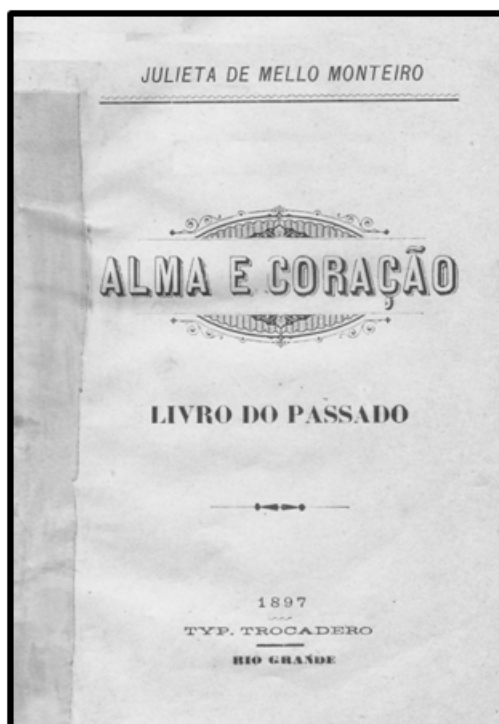 JULIETA DE MELLO MONTEIRO
ALMA E CORAÇÃO
LIVRO DO PASSADO
1897
TYP. TROCADERO
RIO GRANDE